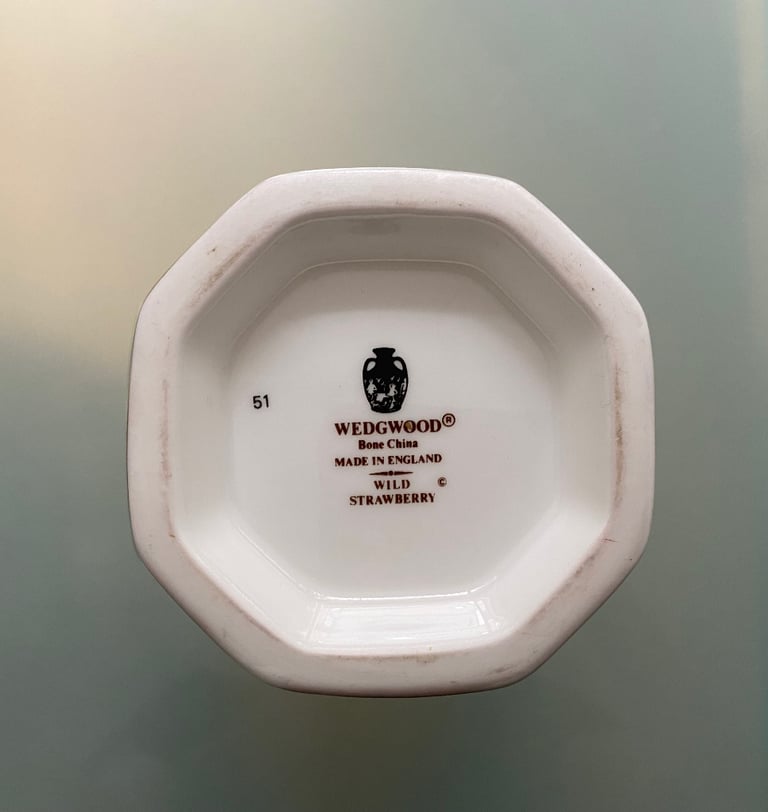 51
WEDGWOOD®
Bone China
MADE IN ENGLAND
WILD ©
STRAWBERRY